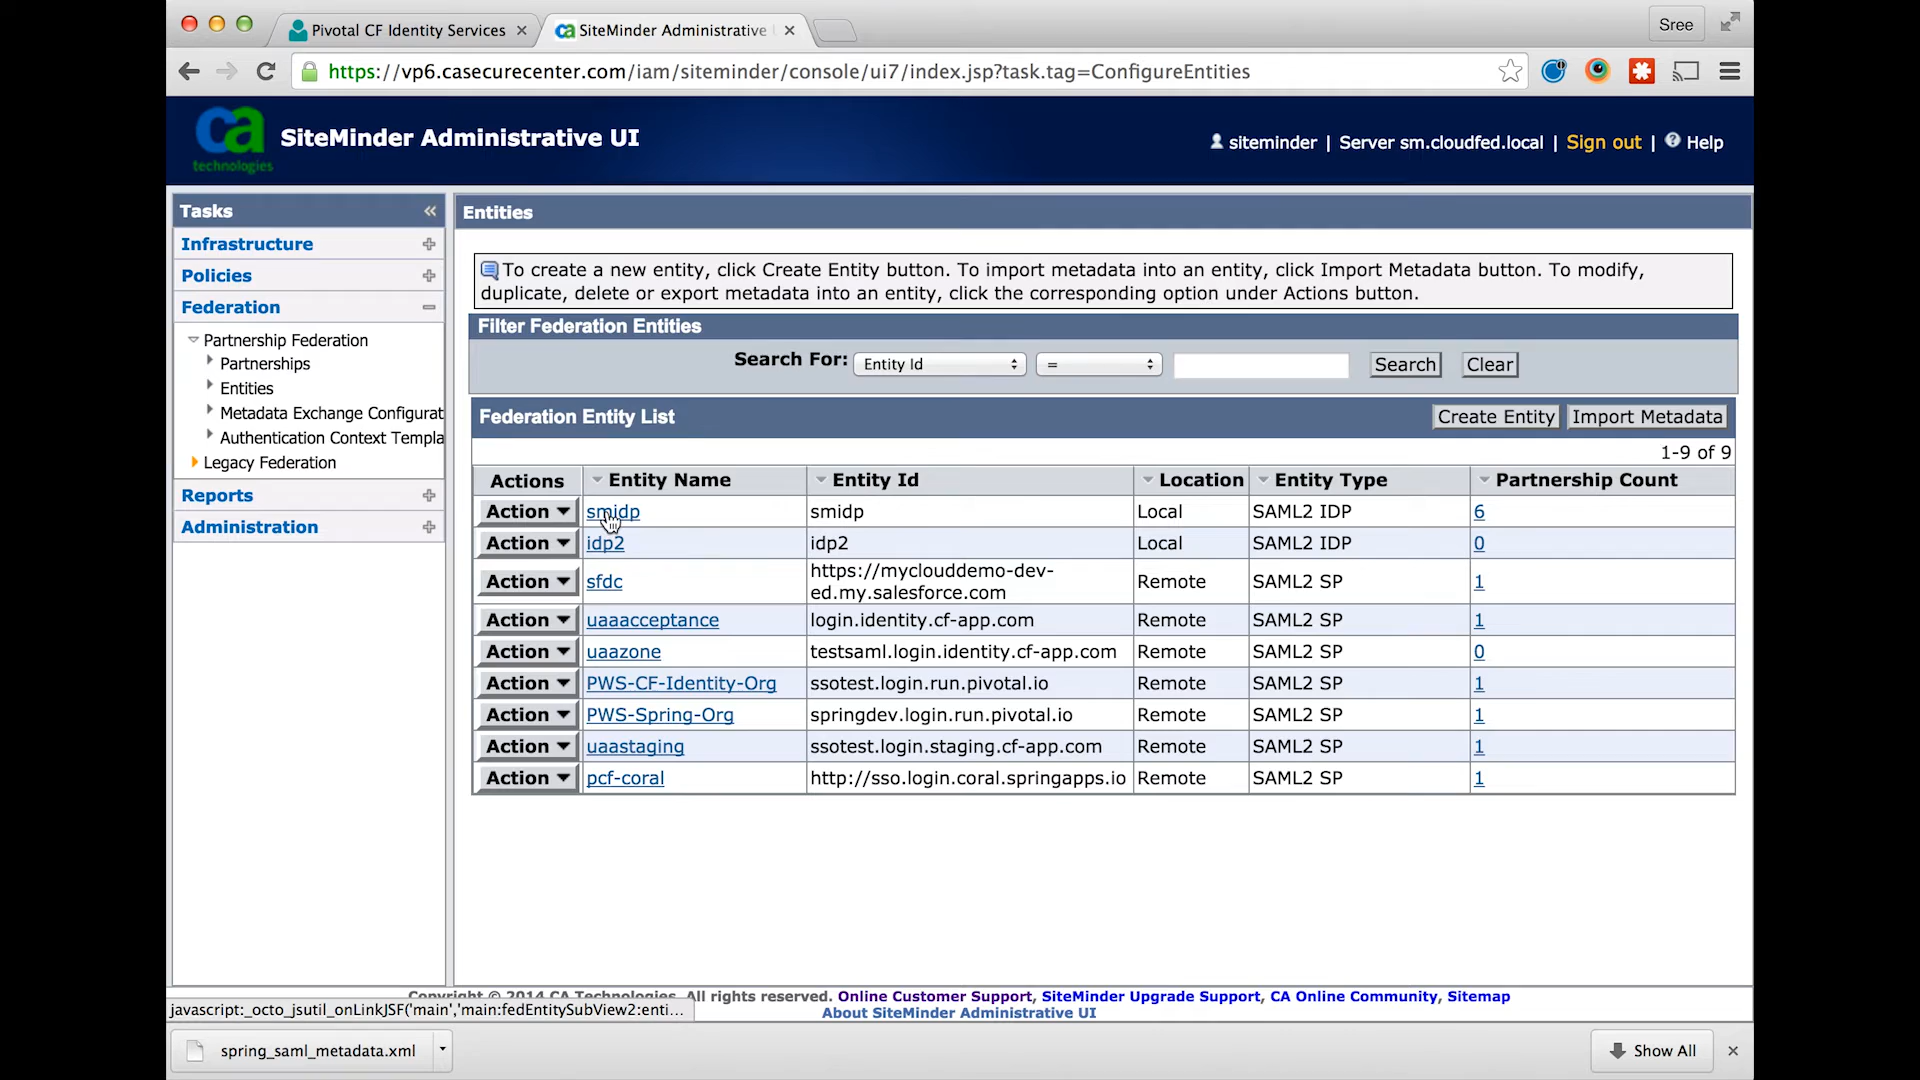 Pivotal CF Identity Services
SiteMinder Administrative
Sree
https://vp6.casecurecenter.com/iam/siteminder/console/ui7/index.jsp?task.tag=ConfigureEntities
ca
technologies
SiteMinder Administrative UI
siteminder | Server sm.cloudfed.local | Sign out | Help
Tasks
Infrastructure
Policies
Federation
Partnership Federation
Partnerships
Entities
Metadata Exchange Configurat
Authentication Context Templa
Legacy Federation
Reports
Administration
Entities
To create a new entity, click Create Entity button. To import metadata into an entity, click Import Metadata button. To modify,
duplicate, delete or export metadata into an entity, click the corresponding option under Actions button.
Filter Federation Entities
Search For: Entity Id = Search Clear
Federation Entity List Create Entity Import Metadata
1-9 of 9
Actions Entity Name Entity Id Location Entity Type Partnership Count
Action smidp smidp Local SAML2 IDP 6
Action idp2 idp2 Local SAML2 IDP 0
Action sfdc https://myclouddemo-dev-
ed.my.salesforce.com Remote SAML2 SP 1
Action uaaacceptance login.identity.cf-app.com Remote SAML2 SP 1
Action uaazone testsaml.login.identity.cf-app.com Remote SAML2 SP 0
Action PWS-CF-Identity-Org ssotest.login.run.pivotal.io Remote SAML2 SP 1
Action PWS-Spring-Org springdev.login.run.pivotal.io Remote SAML2 SP 1
Action uaastaging ssotest.login.staging.cf-app.com Remote SAML2 SP 1
Action pcf-coral http://sso.login.coral.springapps.io Remote SAML2 SP 1
Copyright © 2014 CA Technologies. All rights reserved. Online Customer Support, SiteMinder Upgrade Support, CA Online Community, Sitemap
About SiteMinder Administrative UI
javascript:_octo_jsutil_onLinkJSF('main','main:fedEntitySubView2:enti...
spring_saml_metadata.xml
Show All